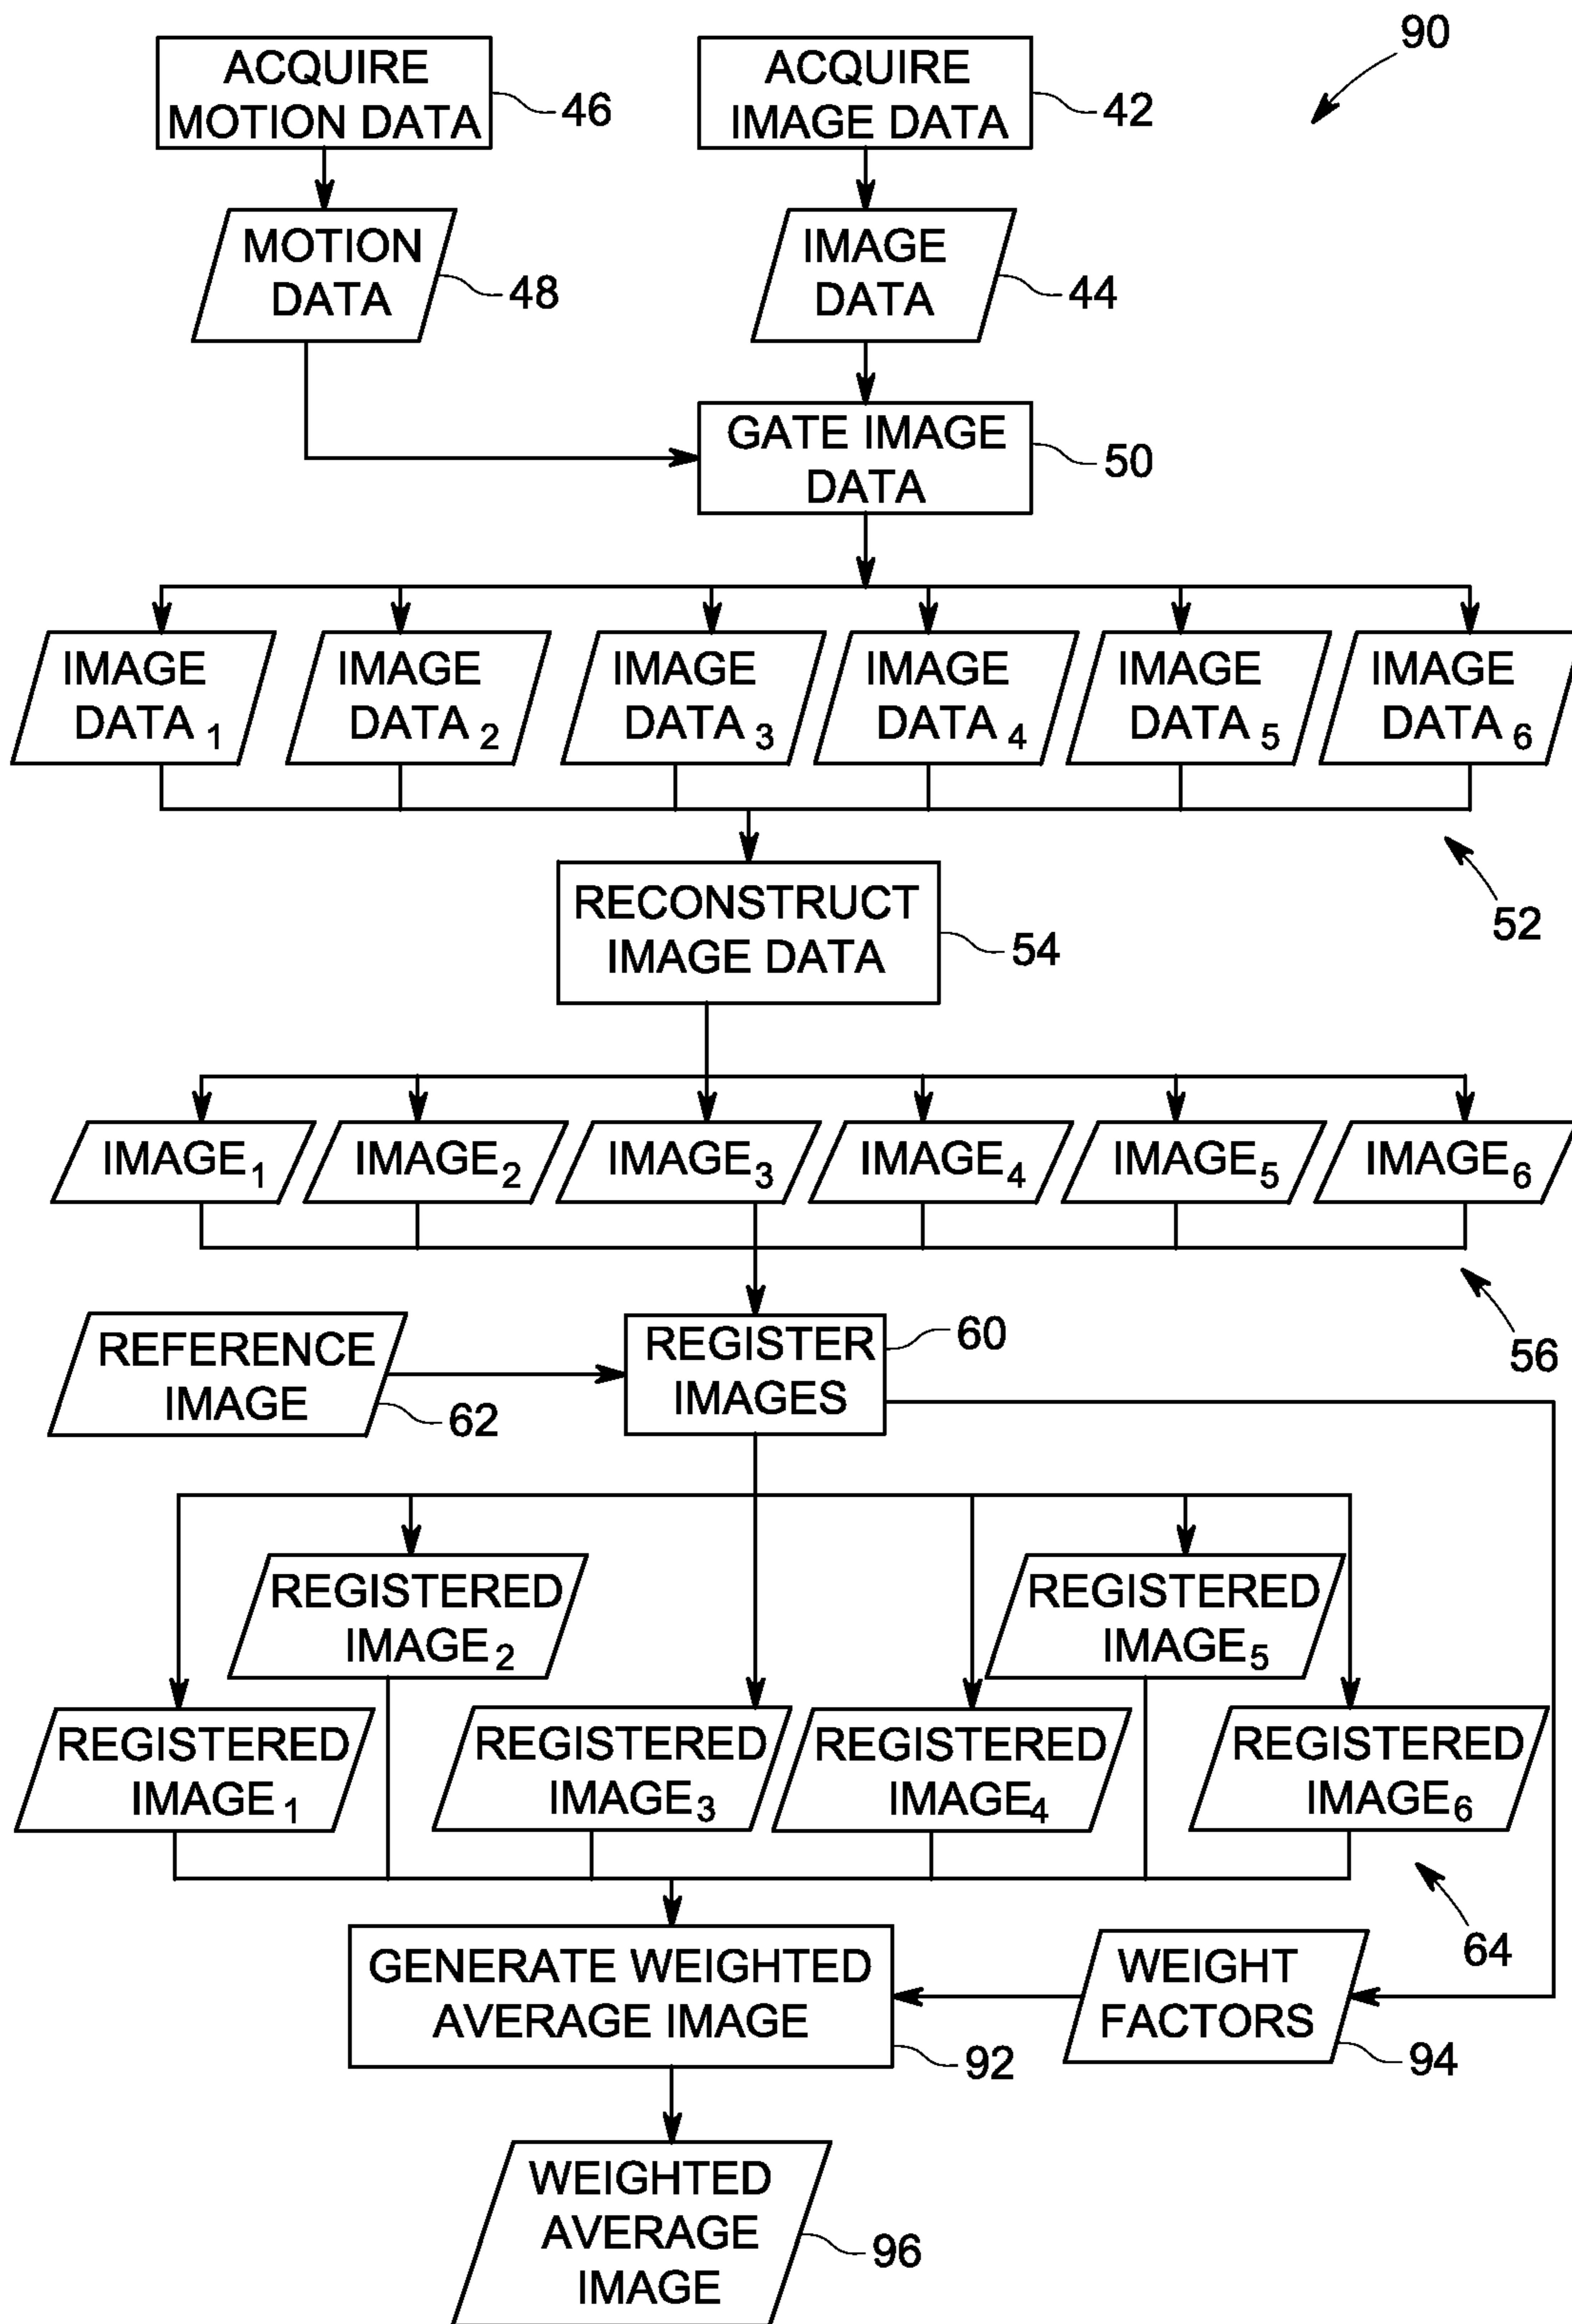 90
ACQUIRE
MOTION DATA
46
ACQUIRE
IMAGE DATA
42
MOTION
DATA
48
IMAGE
DATA
44
GATE IMAGE
DATA
50
IMAGE
DATA 1
IMAGE
DATA 2
IMAGE
DATA 3
IMAGE
DATA 4
IMAGE
DATA 5
IMAGE
DATA 6
52
RECONSTRUCT
IMAGE DATA
54
IMAGE1
IMAGE2
IMAGE3
IMAGE4
IMAGE5
IMAGE6
56
REFERENCE
IMAGE
62
REGISTER
IMAGES
60
REGISTERED
IMAGE2
REGISTERED
IMAGE5
REGISTERED
IMAGE1
REGISTERED
IMAGE3
REGISTERED
IMAGE4
REGISTERED
IMAGE6
64
GENERATE WEIGHTED
AVERAGE IMAGE
92
WEIGHT
FACTORS
94
WEIGHTED
AVERAGE
IMAGE
96